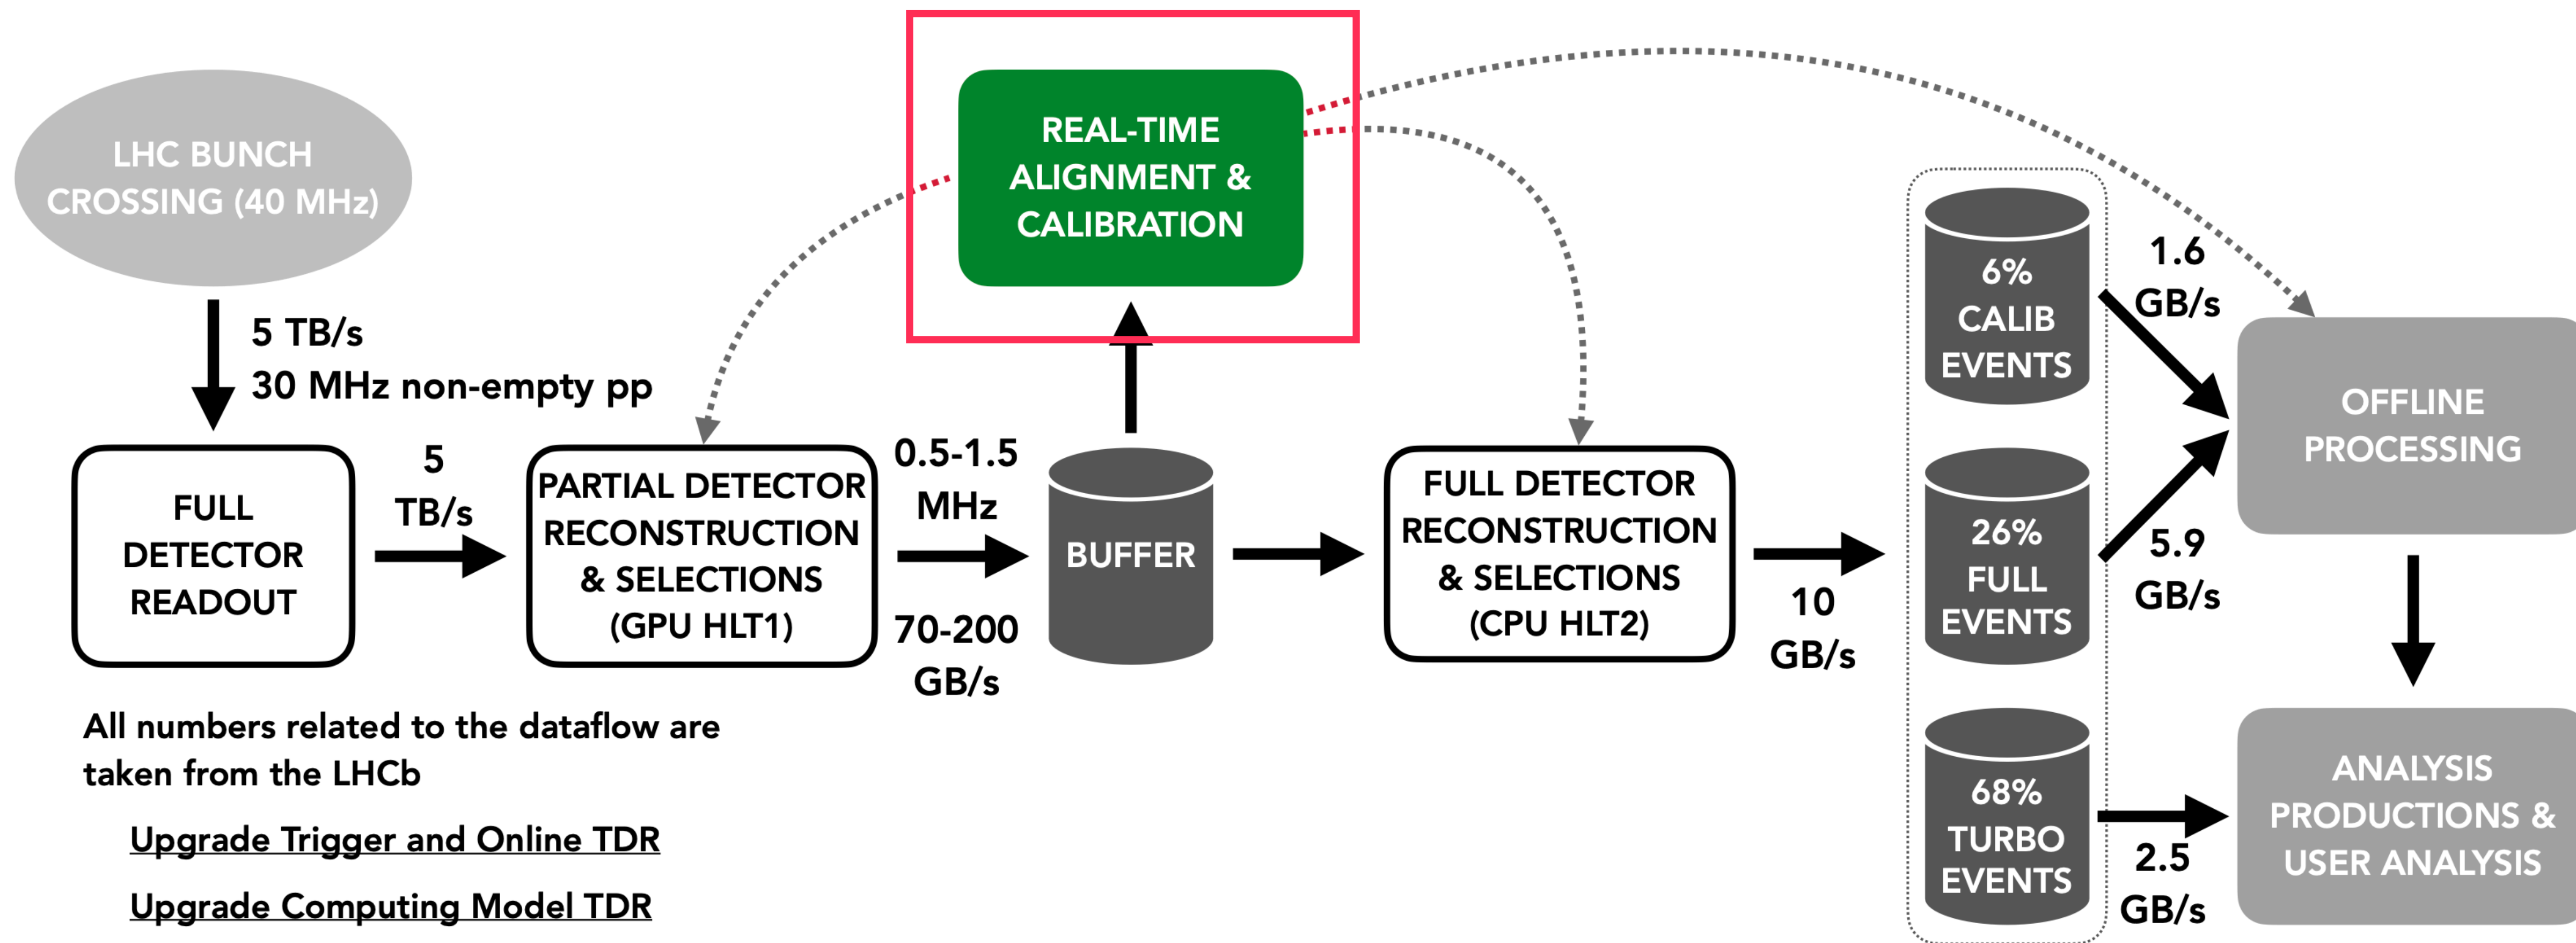 LHC BUNCH
CROSSING (40 MHz)
5 TB/s
30 MHz non-empty pp
FULL
DETECTOR
READOUT
5
TB/s
PARTIAL DETECTOR
RECONSTRUCTION
& SELECTIONS
(GPU HLT1)
0.5-1.5
MHz
70-200
GB/s
REAL-TIME
ALIGNMENT &
CALIBRATION
BUFFER
FULL DETECTOR
RECONSTRUCTION
& SELECTIONS
(CPU HLT2)
10
GB/s
6%
CALIB
EVENTS
26%
FULL
EVENTS
68%
TURBO
EVENTS
1.6
GB/s
5.9
GB/s
2.5
GB/s
OFFLINE
PROCESSING
ANALYSIS
PRODUCTIONS &
USER ANALYSIS
All numbers related to the dataflow are
taken from the LHCb
Upgrade Trigger and Online TDR
Upgrade Computing Model TDR